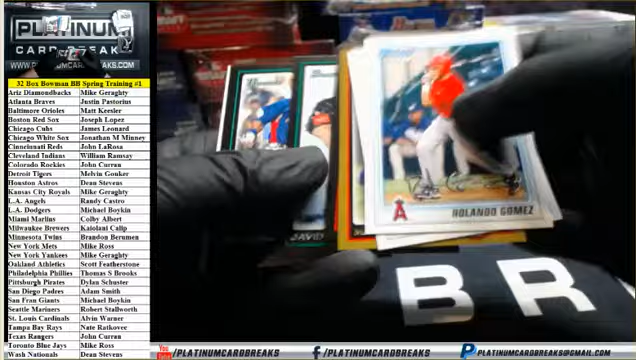 PLATINUM
CARD BREAKS
32 Box Bowman BB Spring Training #1
Ariz Diamondbacks Mike Geraghty
Atlanta Braves Justin Pastorius
Baltimore Orioles Matt Keesler
Boston Red Sox Joseph Lopez
Chicago Cubs James Leonard
Chicago White Sox Jonathan M Minney
Cincinnati Reds John LaRosa
Cleveland Indians William Ramsay
Colorado Rockies John Curran
Detroit Tigers Melvin Gouker
Houston Astros Dean Stevens
Kansas City Royals Mike Geraghty
L.A. Angels Randy Castro
L.A. Dodgers Michael Boykin
Miami Marlins Colby Albert
Milwaukee Brewers Kaiolani Calip
Minnesota Twins Brandon Berumen
New York Mets Mike Ross
New York Yankees Mike Geraghty
Oakland Athletics Scott Featherstone
Philadelphia Phillies Thomas S Brooks
Pittsburgh Pirates Dylan Schuster
San Diego Padres Adam Smith
San Fran Giants Michael Boykin
Seattle Mariners Robert Stallworth
St. Louis Cardinals Alvin Warner
Tampa Bay Rays Nate Ratkovec
Texas Rangers John Curran
Toronto Blue Jays Mike Ross
Wash Nationals Dean Stevens
ROLANDO GOMEZ
DAVID
B R
You Tube /PLATINUMCARDBREAKS f /PLATINUMCARDBREAKS P PLATINUMCARDBREAKS@GMAIL.COM